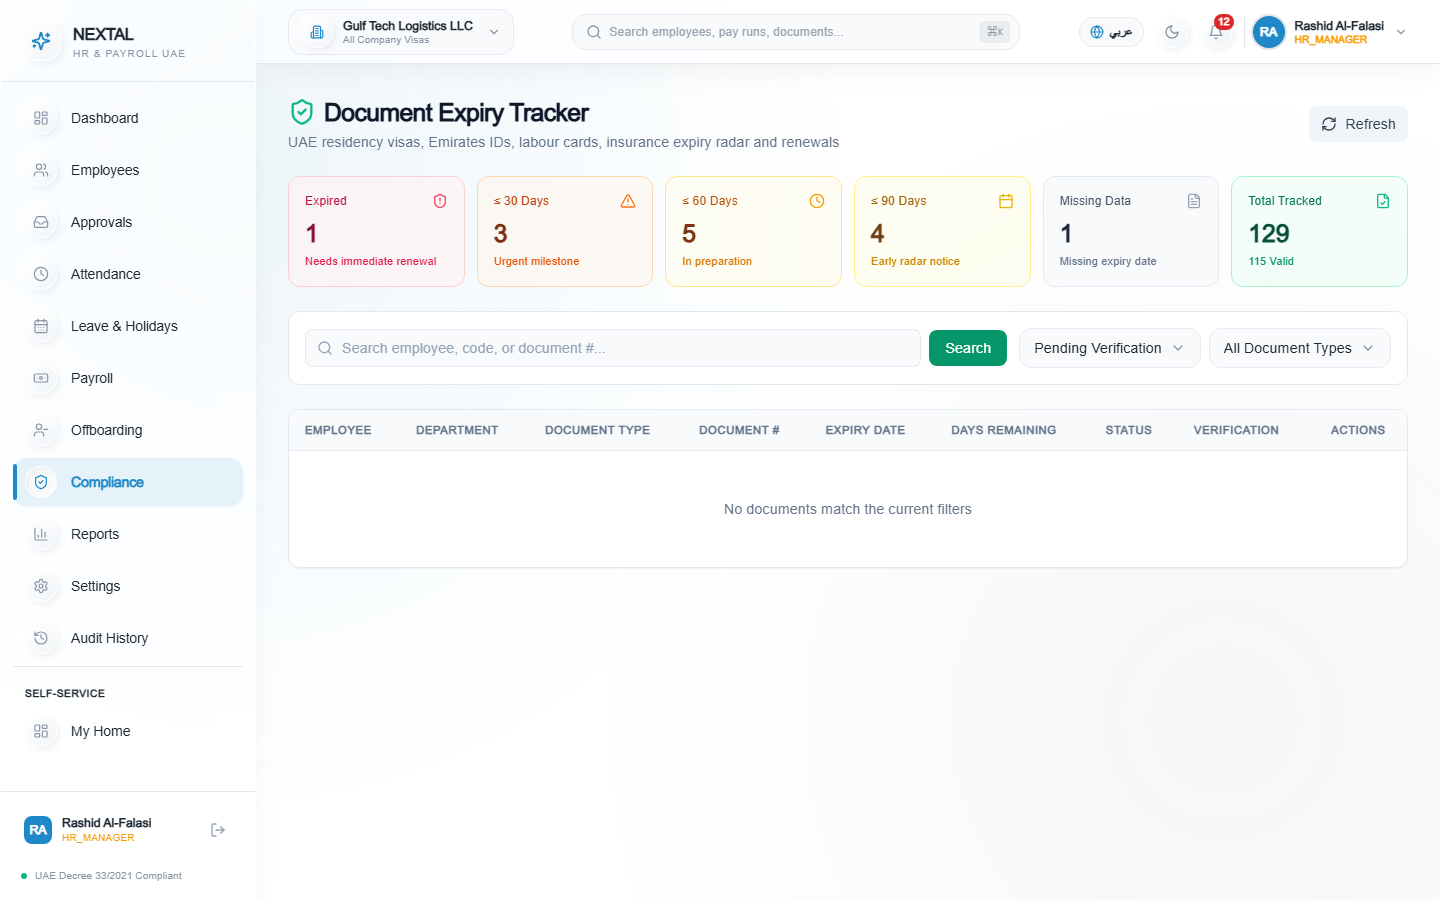 NEXTAL
HR & PAYROLL UAE
Dashboard
Employees
Approvals
Attendance
Leave & Holidays
Payroll
Offboarding
Compliance
Reports
Settings
Audit History
SELF-SERVICE
My Home
RA
Rashid Al-Falasi
HR_MANAGER
UAE Decree 33/2021 Compliant
Gulf Tech Logistics LLC
All Company Visas
Search employees, pay runs, documents...
⌘K
عربي
12
RA
Rashid Al-Falasi
HR_MANAGER
Document Expiry Tracker
UAE residency visas, Emirates IDs, labour cards, insurance expiry radar and renewals
Refresh
Expired
1
Needs immediate renewal
≤ 30 Days
3
Urgent milestone
≤ 60 Days
5
In preparation
≤ 90 Days
4
Early radar notice
Missing Data
1
Missing expiry date
Total Tracked
129
115 Valid
Search employee, code, or document #...
Search
Pending Verification
All Document Types
EMPLOYEE DEPARTMENT DOCUMENT TYPE DOCUMENT # EXPIRY DATE DAYS REMAINING STATUS VERIFICATION ACTIONS
No documents match the current filters